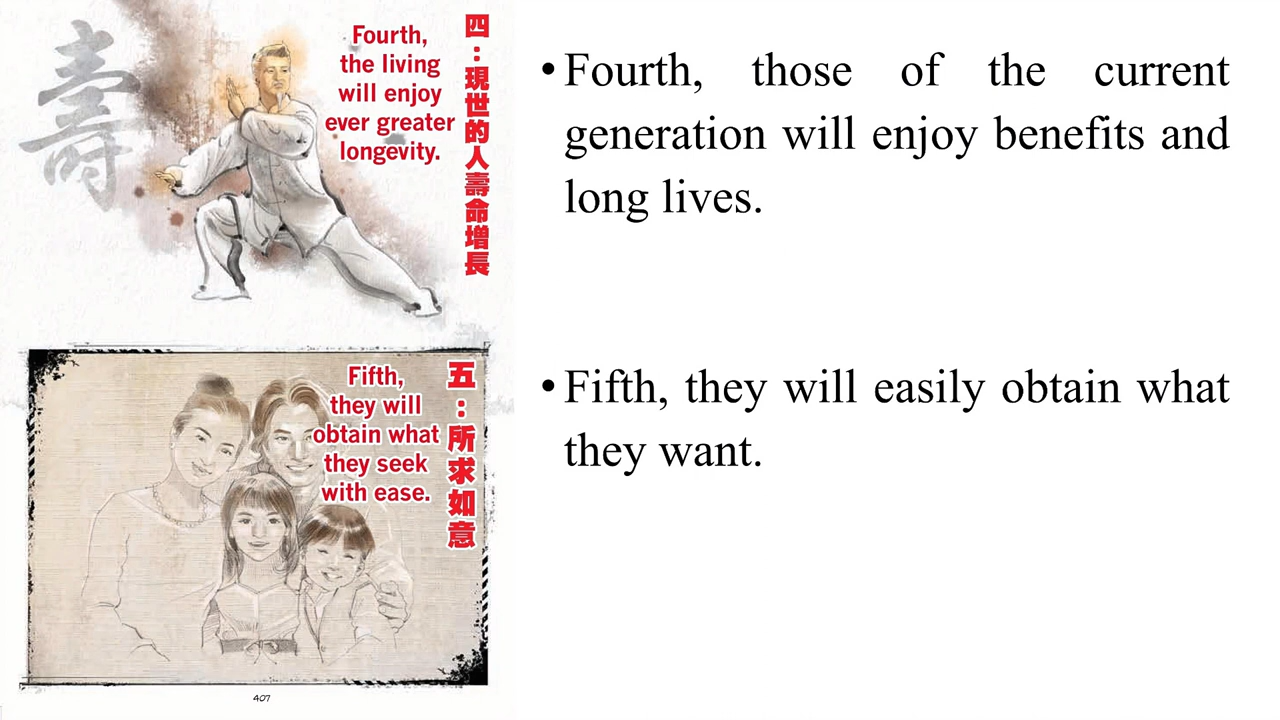 壽
Fourth,
the living
will enjoy
ever greater
longevity.
四：現世的人壽命增長
Fifth,
they will
obtain what
they seek
with ease.
五：所求如意
407
• Fourth, those of the current
generation will enjoy benefits and
long lives.
• Fifth, they will easily obtain what
they want.